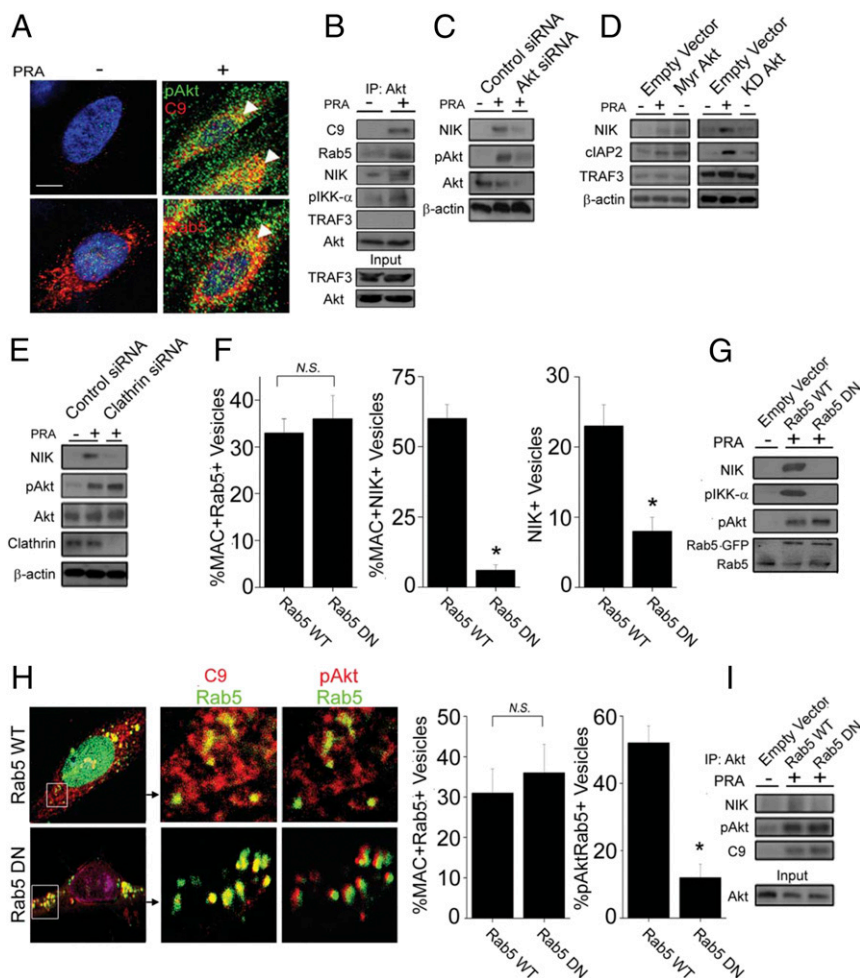 A
PRA - +
pAkt
C9
Rab5
B
IP: Akt
PRA - +
C9
Rab5
NIK
pIKK-α
TRAF3
Akt
Input
TRAF3
Akt
C
Control siRNA
Akt siRNA
PRA - + +
NIK
pAkt
Akt
β-actin
D
Empty Vector
Myr Akt
Empty Vector
KD Akt
PRA - + - - + -
NIK
cIAP2
TRAF3
β-actin
E
Control siRNA
Clathrin siRNA
PRA - + +
NIK
pAkt
Akt
Clathrin
β-actin
F
%MAC+Rab5+ Vesicles
40
30
20
10
0
N.S.
Rab5 WT
Rab5 DN
%MAC+NIK+ Vesicles
75
50
25
0
*
Rab5 WT
Rab5 DN
NIK+ Vesicles
30
20
10
0
*
Rab5 WT
Rab5 DN
G
Empty Vector
Rab5 WT
Rab5 DN
PRA - + +
NIK
pIKK-α
pAkt
Rab5-GFP
Rab5
H
C9
Rab5
pAkt
Rab5
Rab5 WT
Rab5 DN
%MAC+Rab5+ Vesicles
50
40
30
20
10
0
N.S.
Rab5 WT
Rab5 DN
%pAktRab5+ Vesicles
60
40
20
0
*
Rab5 WT
Rab5 DN
I
Empty Vector
Rab5 WT
Rab5 DN
IP: Akt
PRA - + +
NIK
pAkt
C9
Input
Akt